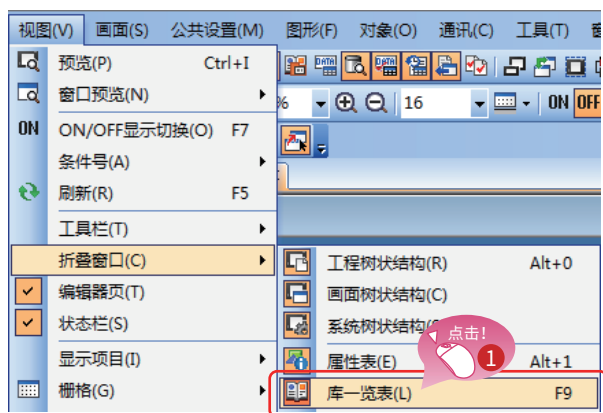 视图(V) 画面(S) 公共设置(M) 图形(F) 对象(O) 通讯(C) 工具(T)
预览(P) Ctrl+I
窗口预览(N)
% 16 ON OFF
ON ON/OFF显示切换(O) F7
条件号(A)
刷新(R) F5
工具栏(T)
折叠窗口(C)
工程树状结构(R) Alt+0
编辑器页(T)
画面树状结构(C)
状态栏(S)
系统树状结构
点击!
显示项目(I)
属性表(E) 1 Alt+1
栅格(G)
库一览表(L) F9